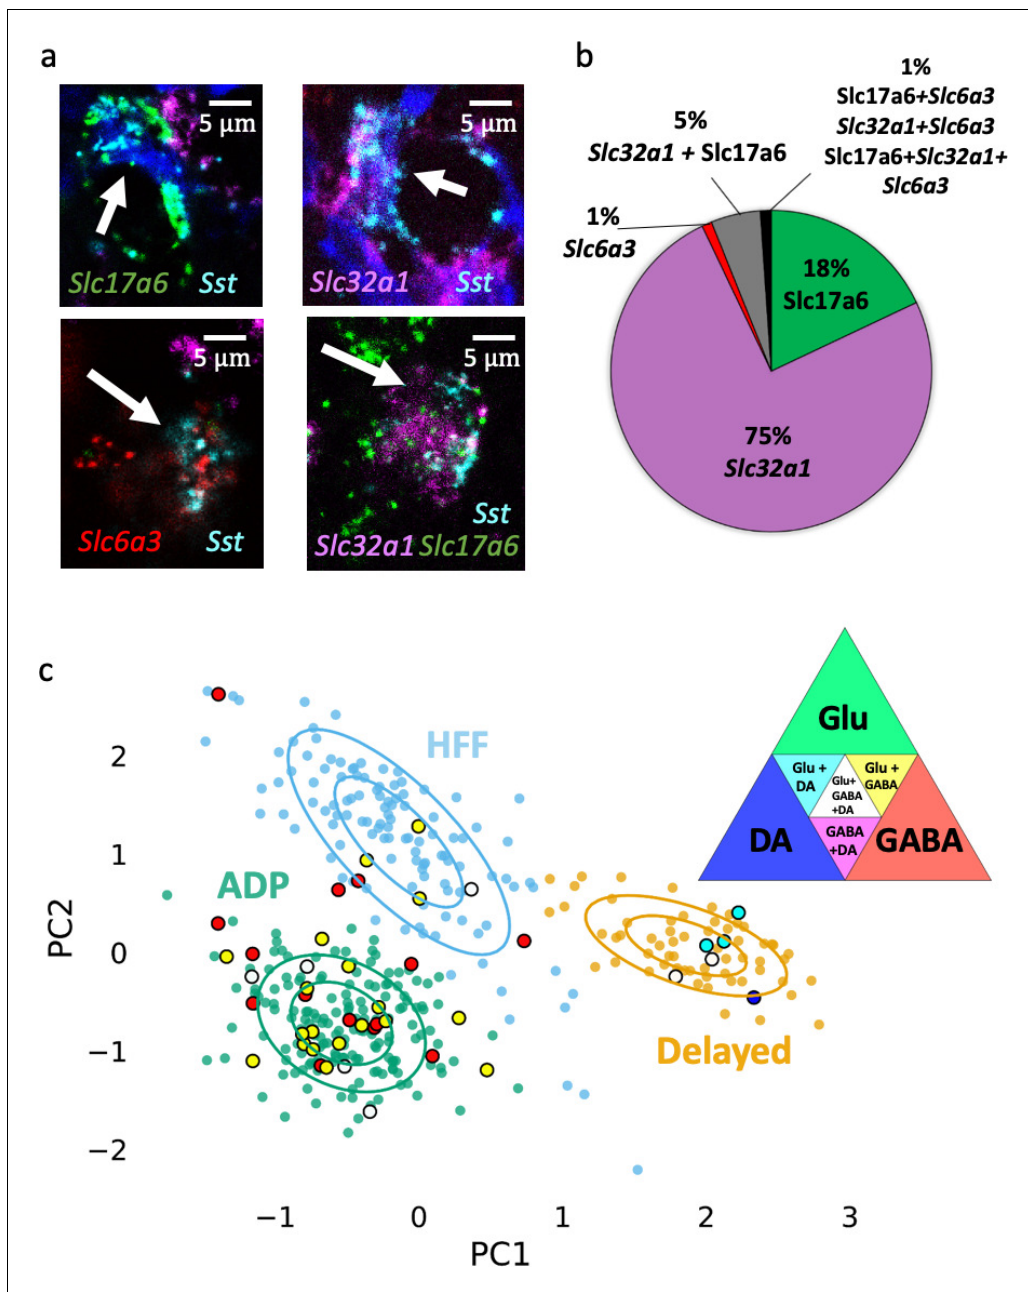 a
5 μm
Slc17a6 Sst
5 μm
Slc32a1 Sst
5 μm
Slc6a3 Sst
5 μm
Sst
Slc32a1 Slc17a6
b
1%
Slc17a6+Slc6a3
Slc32a1+Slc6a3
Slc17a6+Slc32a1+
Slc6a3
5%
Slc32a1 + Slc17a6
1%
Slc6a3
18%
Slc17a6
75%
Slc32a1
c
HFF
ADP
Delayed
PC2
2
1
0
−1
−2
−1 0 1 2 3
PC1
Glu
Glu +
DA
Glu+
GABA
+DA
Glu +
GABA
DA
GABA
+DA
GABA